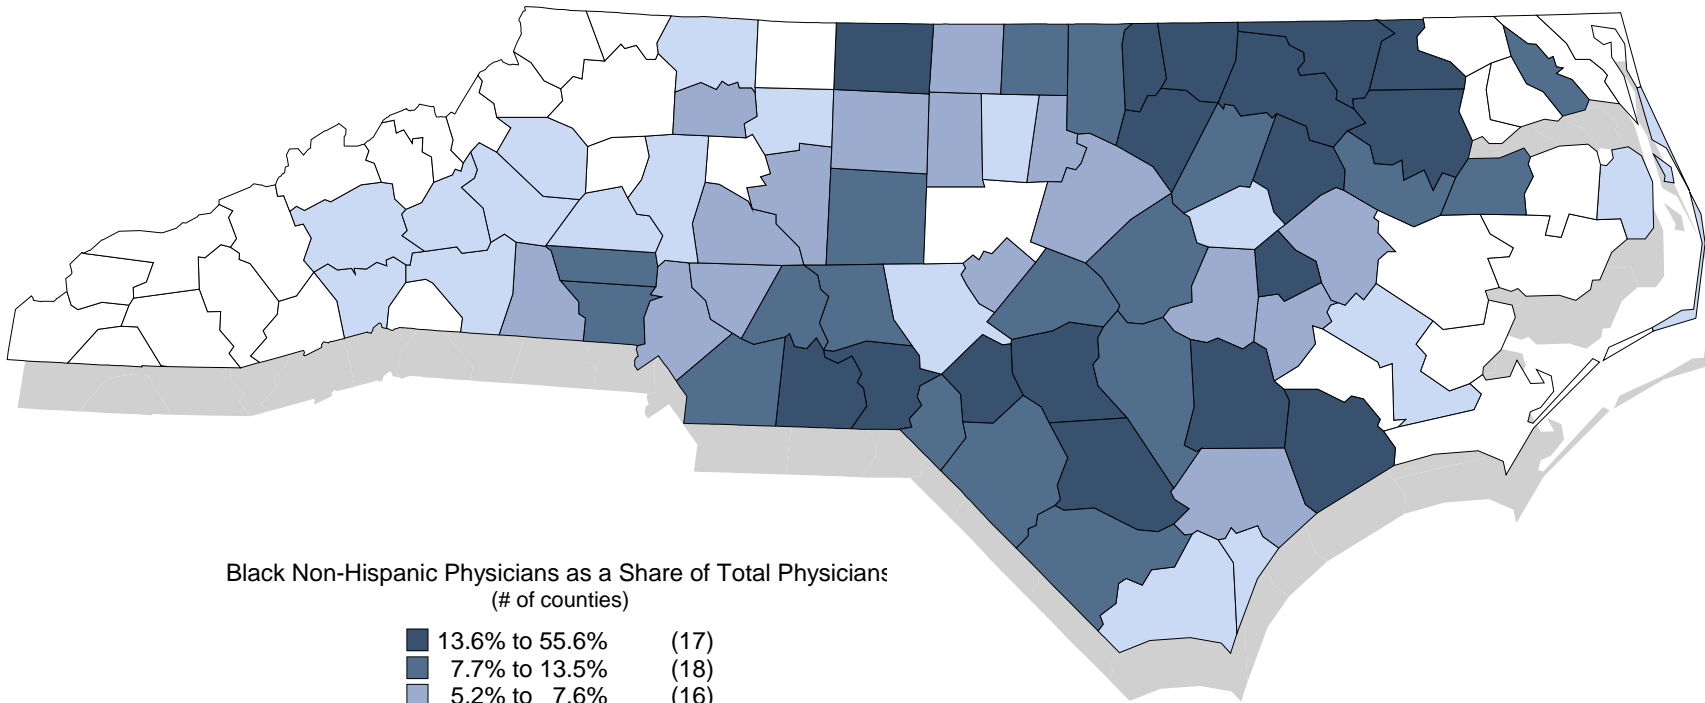 Black Non-Hispanic Physicians as a Share of Total Physicians
(# of counties)
13.6% to 55.6% (17)
7.7% to 13.5% (18)
5.2% to 7.6% (16)